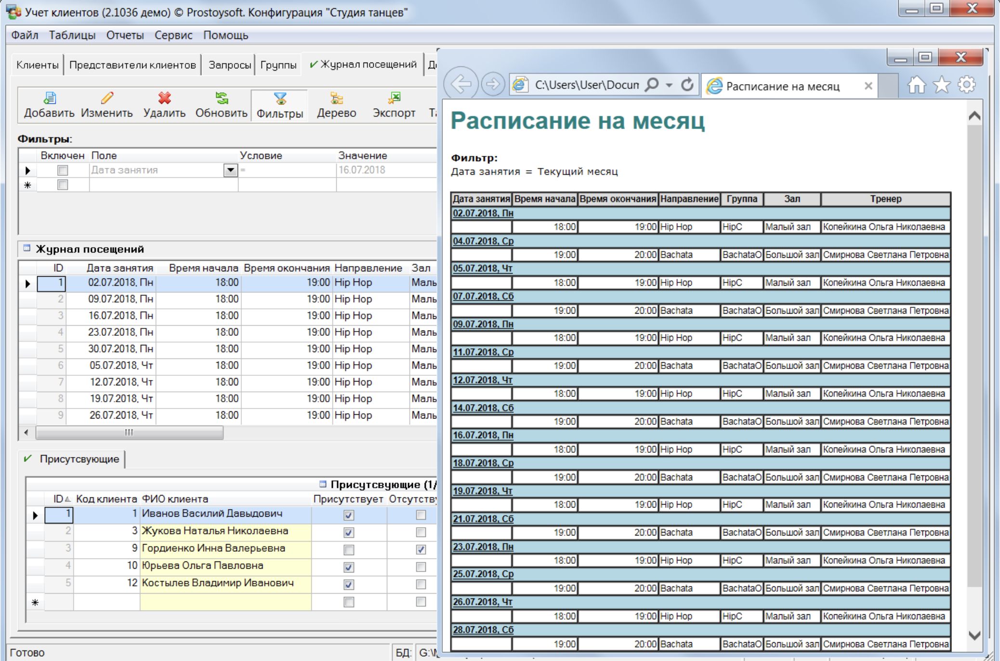 Учет клиентов (2.1036 демо) © Prostoysoft. Конфигурация "Студия танцев"
Файл Таблицы Отчеты Сервис Помощь
Клиенты Представители клиентов Запросы Группы Журнал посещений
Добавить Изменить Удалить Обновить Фильтры Дерево Экспорт
Фильтры:
Включен Поле Условие Значение
Дата занятия = 16.07.2018
Журнал посещений
ID Дата занятия Время начала Время окончания Направление Зал
1 02.07.2018, Пн 18:00 19:00 Hip Hop
2 09.07.2018, Пн 18:00 19:00 Hip Hop
3 16.07.2018, Пн 18:00 19:00 Hip Hop
4 23.07.2018, Пн 18:00 19:00 Hip Hop
5 30.07.2018, Пн 18:00 19:00 Hip Hop
6 05.07.2018, Чт 18:00 19:00 Hip Hop
7 12.07.2018, Чт 18:00 19:00 Hip Hop
8 19.07.2018, Чт 18:00 19:00 Hip Hop
9 26.07.2018, Чт 18:00 19:00 Hip Hop
Присутсвующие
Присутсвующие (1/
ID Код клиента ФИО клиента Присутствует Отсутству
1 1 Иванов Василий Давыдович
2 3 Жукова Наталья Николаевна
3 9 Гордиенко Инна Валерьевна
4 10 Юрьева Ольга Павловна
5 12 Костылев Владимир Иванович
Готово БД: G:\
C:\Users\User\Docum Расписание на месяц
Расписание на месяц
Фильтр:
Дата занятия = Текущий месяц
Дата занятия Время начала Время окончания Направление Группа Зал Тренер
02.07.2018, Пн
18:00 19:00 Hip Hop HipC Малый зал Копейкина Ольга Николаевна
04.07.2018, Ср
19:00 20:00 Bachata BachataO Большой зал Смирнова Светлана Петровна
05.07.2018, Чт
18:00 19:00 Hip Hop HipC Малый зал Копейкина Ольга Николаевна
07.07.2018, Сб
19:00 20:00 Bachata BachataO Большой зал Смирнова Светлана Петровна
09.07.2018, Пн
18:00 19:00 Hip Hop HipC Малый зал Копейкина Ольга Николаевна
11.07.2018, Ср
19:00 20:00 Bachata BachataO Большой зал Смирнова Светлана Петровна
12.07.2018, Чт
18:00 19:00 Hip Hop HipC Малый зал Копейкина Ольга Николаевна
14.07.2018, Сб
19:00 20:00 Bachata BachataO Большой зал Смирнова Светлана Петровна
16.07.2018, Пн
18:00 19:00 Hip Hop HipC Малый зал Копейкина Ольга Николаевна
18.07.2018, Ср
19:00 20:00 Bachata BachataO Большой зал Смирнова Светлана Петровна
19.07.2018, Чт
18:00 19:00 Hip Hop HipC Малый зал Копейкина Ольга Николаевна
21.07.2018, Сб
19:00 20:00 Bachata BachataO Большой зал Смирнова Светлана Петровна
23.07.2018, Пн
18:00 19:00 Hip Hop HipC Малый зал Копейкина Ольга Николаевна
25.07.2018, Ср
19:00 20:00 Bachata BachataO Большой зал Смирнова Светлана Петровна
26.07.2018, Чт
18:00 19:00 Hip Hop HipC Малый зал Копейкина Ольга Николаевна
28.07.2018, Сб
19:00 20:00 Bachata BachataO Большой зал Смирнова Светлана Петровна